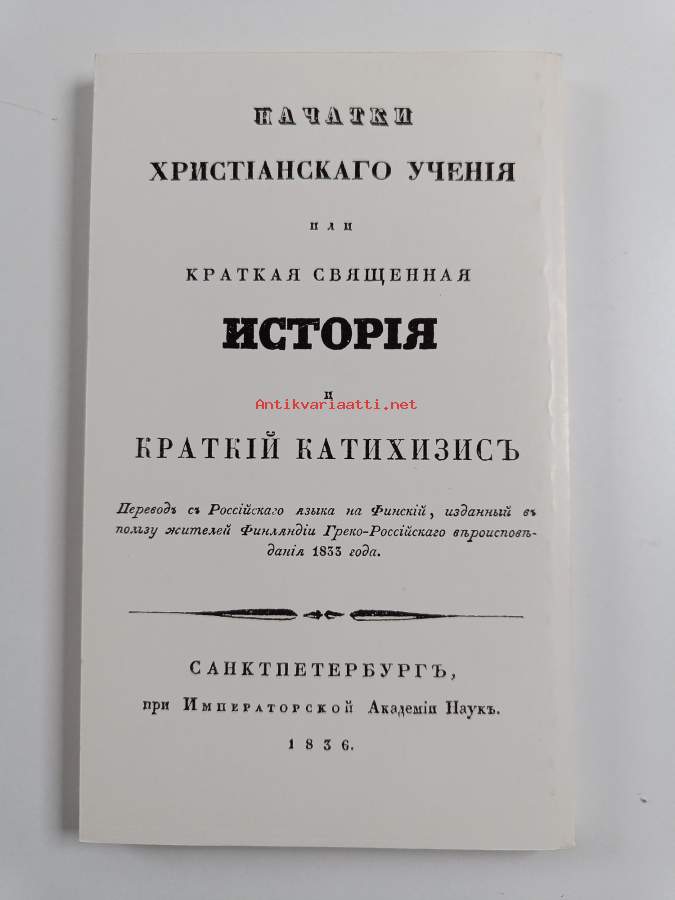 НАЧАТКИ
ХРИСТІАНСКАГО УЧЕНІЯ
или
КРАТКАЯ СВЯЩЕННАЯ
ИСТОРІЯ
и
Antikvariaatti.net
КРАТКІЙ КАТИХИЗИСЪ
Переводъ съ Россійскаго языка на Финскій, изданный въ
пользу жителей Финляндіи Греко-Россійскаго вѣроисповѣ-
данія 1833 года.
САНКТПЕТЕРБУРГЪ,
при Императорской Академіи Наукъ.
1836.